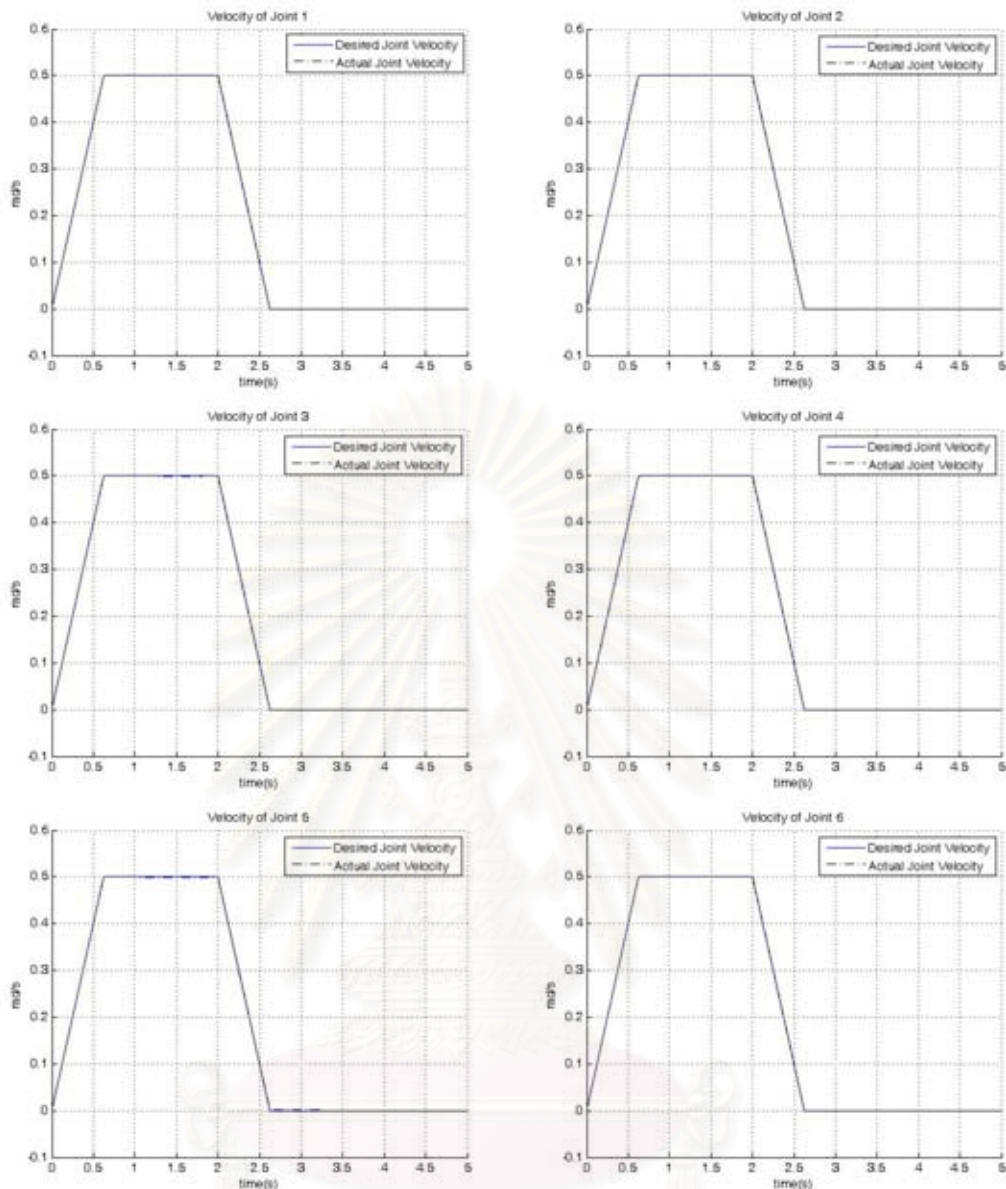 Velocity of Joint 1
Desired Joint Velocity
Actual Joint Velocity
0.6
0.5
0.4
0.3
0.2
0.1
0
-0.1
rad/s
0 0.5 1 1.5 2 2.5 3 3.5 4 4.5 5
time(s)
Velocity of Joint 2
Desired Joint Velocity
Actual Joint Velocity
0.6
0.5
0.4
0.3
0.2
0.1
0
-0.1
rad/s
0 0.5 1 1.5 2 2.5 3 3.5 4 4.5 5
time(s)
Velocity of Joint 3
Desired Joint Velocity
Actual Joint Velocity
0.6
0.5
0.4
0.3
0.2
0.1
0
-0.1
rad/s
0 0.5 1 1.5 2 2.5 3 3.5 4 4.5 5
time(s)
Velocity of Joint 4
Desired Joint Velocity
Actual Joint Velocity
0.6
0.5
0.4
0.3
0.2
0.1
0
-0.1
rad/s
0 0.5 1 1.5 2 2.5 3 3.5 4 4.5 5
time(s)
Velocity of Joint 5
Desired Joint Velocity
Actual Joint Velocity
0.6
0.5
0.4
0.3
0.2
0.1
0
-0.1
rad/s
0 0.5 1 1.5 2 2.5 3 3.5 4 4.5 5
time(s)
Velocity of Joint 6
Desired Joint Velocity
Actual Joint Velocity
0.6
0.5
0.4
0.3
0.2
0.1
0
-0.1
rad/s
0 0.5 1 1.5 2 2.5 3 3.5 4 4.5 5
time(s)